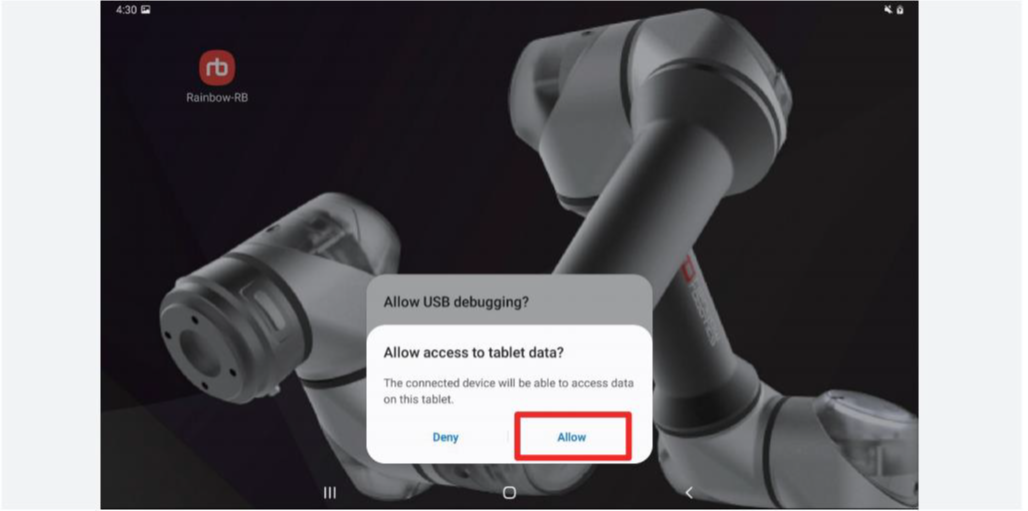 4:30
rb
Rainbow-RB
Allow USB debugging?
Allow access to tablet data?
The connected device will be able to access data
on this tablet.
Deny
Allow